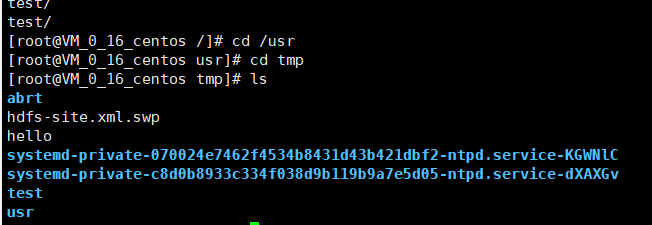 test/
test/
[root@VM_0_16_centos /]# cd /usr
[root@VM_0_16_centos usr]# cd tmp
[root@VM_0_16_centos tmp]# ls
abrt
hdfs-site.xml.swp
hello
systemd-private-070024e7462f4534b8431d43b421dbf2-ntpd.service-KGWNlC
systemd-private-c8d0b8933c334f038d9b119b9a7e5d05-ntpd.service-dXAXGv
test
usr